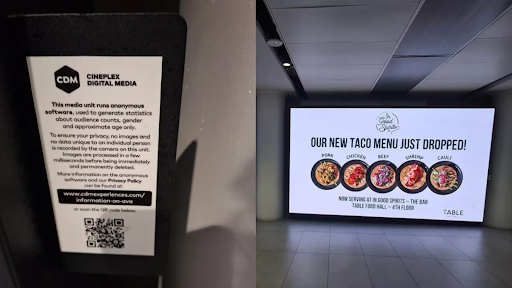 CDM
CINEPLEX
DIGITAL MEDIA
This media unit runs anonymous
software, used to generate statistics
about audience counts, gender
and approximate age only.
To ensure your privacy, no images and
no data unique to an individual person
is recorded by the camera on this unit.
Images are processed in a few
milliseconds before being immediately
and permanently deleted.
More information on the anonymous
software and our Privacy Policy
can be found at
www.cdmexperiences.com/
information-on-ava
or scan the QR code below.
In
Good
Spirits
OUR NEW TACO MENU JUST DROPPED!
PORK CHICKEN BEEF SHRIMP CAULI
NOW SERVING AT IN GOOD SPIRITS – THE BAR
TABLE FOOD HALL – 4TH FLOOR
TABLE